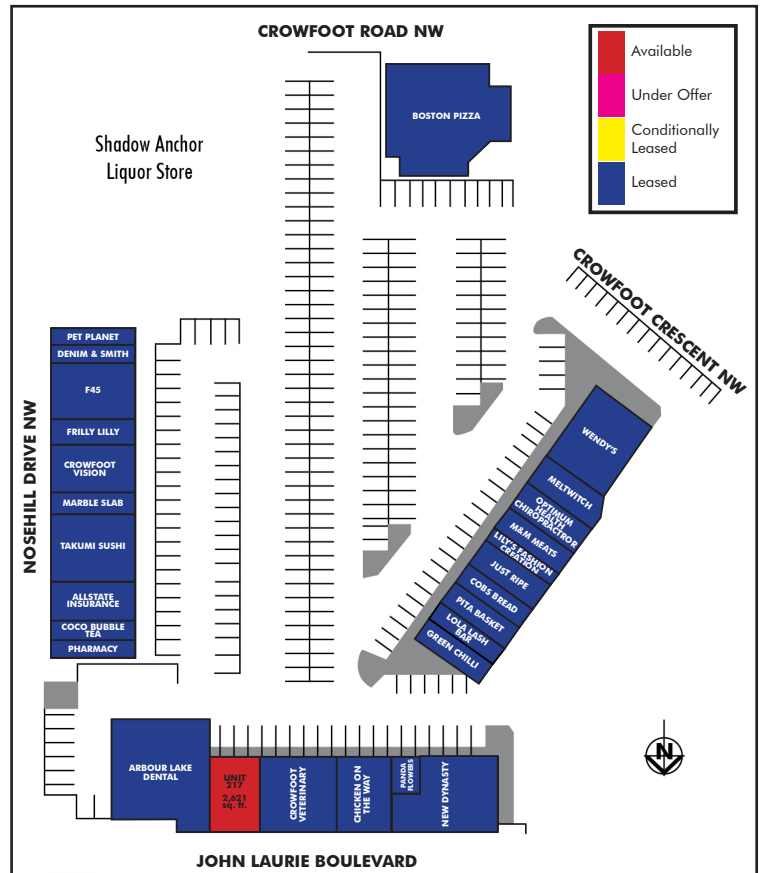 CROWFOOT ROAD NW
Available
Under Offer
Conditionally
Leased
Leased
BOSTON PIZZA
Shadow Anchor
Liquor Store
CROWFOOT CRESCENT NW
NOSEHILL DRIVE NW
PET PLANET
DENIM & SMITH
F45
FRILLY LILLY
CROWFOOT
VISION
MARBLE SLAB
TAKUMI SUSHI
ALLSTATE
INSURANCE
COCO BUBBLE
TEA
PHARMACY
WENDY'S
MELTWITCH
OPTIMUM
HEALTH
CHIROPRACTROR
M&M MEATS
LILY'S FASHION
CREATION
JUST RIPE
COBS BREAD
PITA BASKET
LOLA LASH
BAR
GREEN CHILLI
ARBOUR LAKE
DENTAL
UNIT
217
2,621
sq. ft.
CROWFOOT
VETERINARY
CHICKEN ON
THE WAY
PANDA
FLOWERS
NEW DYNASTY
N
JOHN LAURIE BOULEVARD